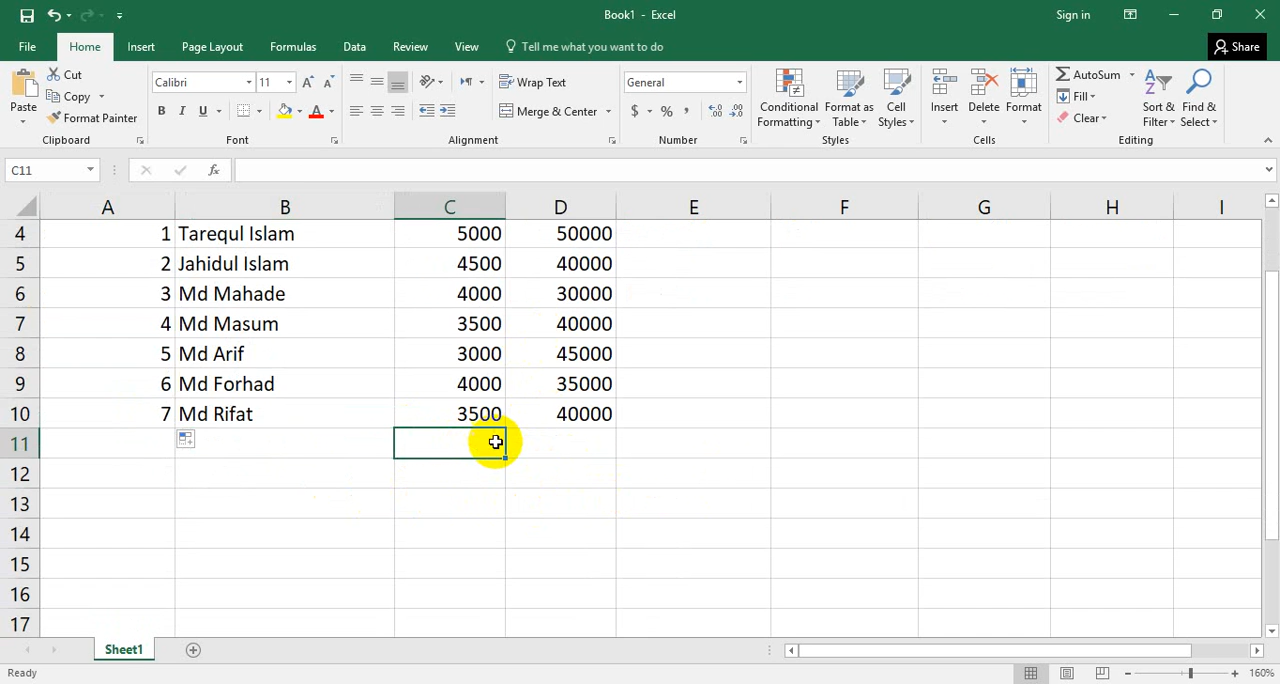 Book1 - Excel
Sign in
File Home Insert Page Layout Formulas Data Review View Tell me what you want to do
Share
Paste
Cut
Copy
Format Painter
Clipboard
Calibri 11
B I U
Font
Wrap Text
Merge & Center
Alignment
General
$ % ,
Number
Conditional Formatting
Format as Table
Cell Styles
Styles
Insert
Delete
Format
Cells
AutoSum
Fill
Clear
Sort & Filter
Find & Select
Editing
C11
fx
A B C D E F G H I
4 1 Tarequl Islam 5000 50000
5 2 Jahidul Islam 4500 40000
6 3 Md Mahade 4000 30000
7 4 Md Masum 3500 40000
8 5 Md Arif 3000 45000
9 6 Md Forhad 4000 35000
10 7 Md Rifat 3500 40000
11
12
13
14
15
16
17
Sheet1
Ready
160%